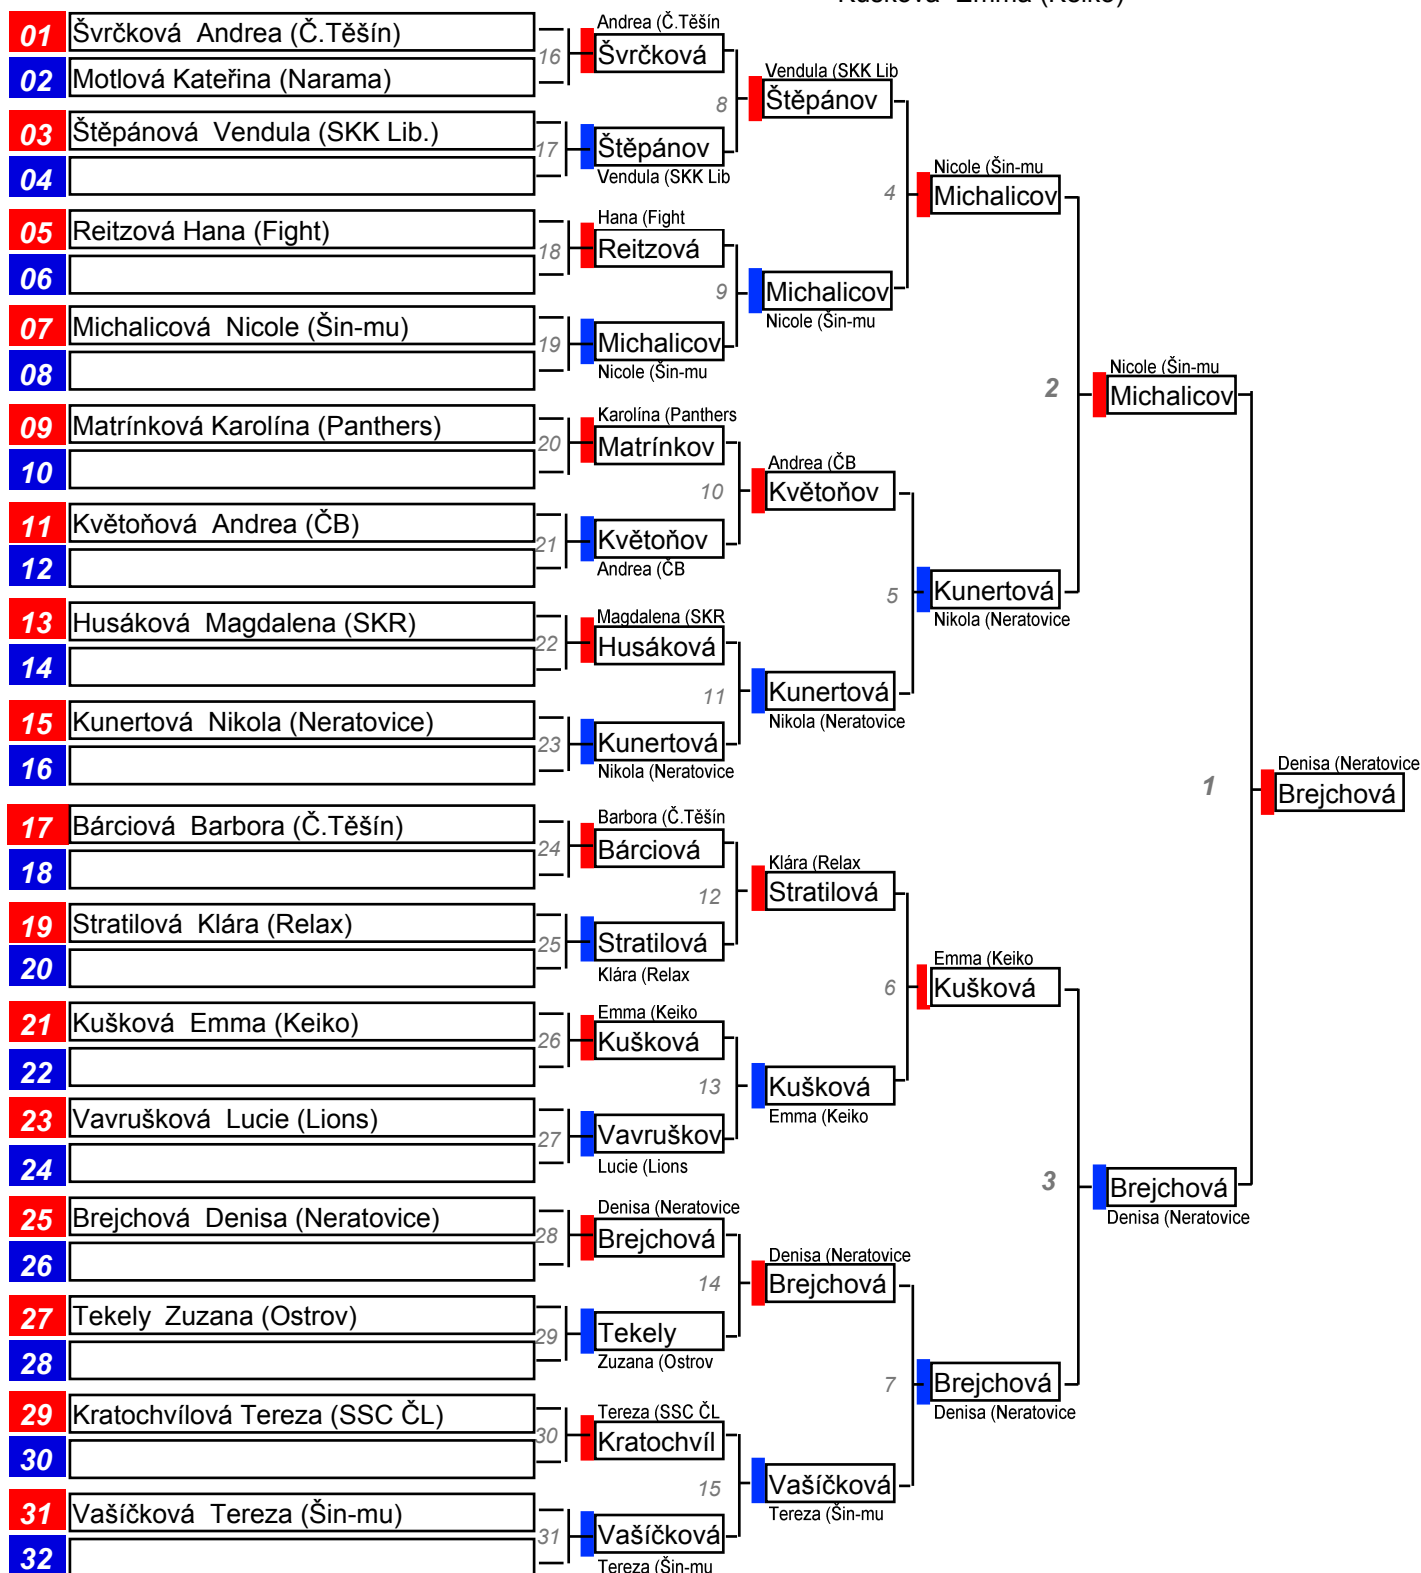 Kušková Emma (Keiko)
01 Švrčková Andrea (Č.Těšín)
02 Motlová Kateřina (Narama)
03 Štěpánová Vendula (SKK Lib.)
04
05 Reitzová Hana (Fight)
06
07 Michalicová Nicole (Šin-mu)
08
09 Matrínková Karolína (Panthers)
10
11 Květoňová Andrea (ČB)
12
13 Husáková Magdalena (SKR)
14
15 Kunertová Nikola (Neratovice)
16
17 Bárciová Barbora (Č.Těšín)
18
19 Stratilová Klára (Relax)
20
21 Kušková Emma (Keiko)
22
23 Vavrušková Lucie (Lions)
24
25 Brejchová Denisa (Neratovice)
26
27 Tekely Zuzana (Ostrov)
28
29 Kratochvílová Tereza (SSC ČL)
30
31 Vašíčková Tereza (Šin-mu)
32
16
17
18
19
20
21
22
23
24
25
26
27
28
29
30
31
Andrea (Č.Těšín
Švrčková
Štěpánov
Vendula (SKK Lib
Hana (Fight
Reitzová
Michalicov
Nicole (Šin-mu
Karolína (Panthers
Matrínkov
Květoňov
Andrea (ČB
Magdalena (SKR
Husáková
Kunertová
Nikola (Neratovice
Barbora (Č.Těšín
Bárciová
Stratilová
Klára (Relax
Emma (Keiko
Kušková
Vavruškov
Lucie (Lions
Denisa (Neratovice
Brejchová
Tekely
Zuzana (Ostrov
Tereza (SSC ČL
Kratochvíl
Vašíčková
Tereza (Šin-mu
8
9
10
11
12
13
14
15
Vendula (SKK Lib
Štěpánov
Michalicov
Nicole (Šin-mu
Andrea (ČB
Květoňov
Kunertová
Nikola (Neratovice
Klára (Relax
Stratilová
Kušková
Emma (Keiko
Denisa (Neratovice
Brejchová
Vašíčková
Tereza (Šin-mu
4
5
6
7
Nicole (Šin-mu
Michalicov
Kunertová
Nikola (Neratovice
Emma (Keiko
Kušková
Brejchová
Denisa (Neratovice
2
3
Nicole (Šin-mu
Michalicov
Brejchová
Denisa (Neratovice
1
Denisa (Neratovice
Brejchová